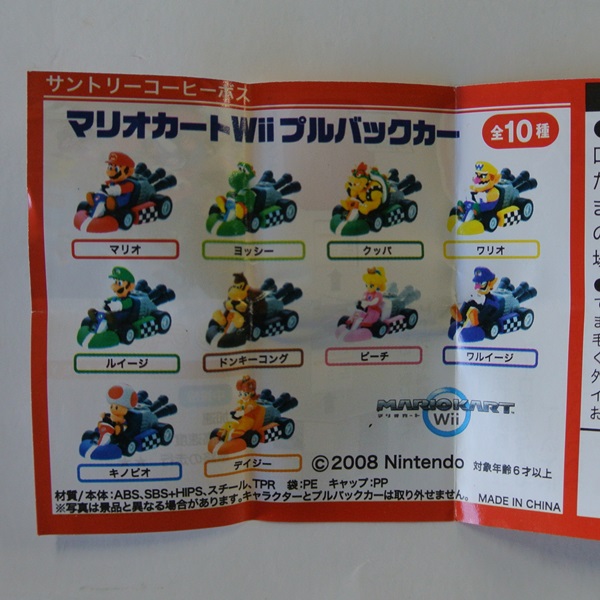 サントリーコーヒーボス
マリオカートWii プルバックカー
全10種
マリオ
ヨッシー
クッパ
ワリオ
ルイージ
ドンキーコング
ピーチ
ワルイージ
キノピオ
デイジー
MARIOKART
マリオカート
Wii
©2008 Nintendo
対象年齢6才以上
材質/本体:ABS、SBS+HIPS、スチール、TPR 袋:PE キャップ:PP
※写真は景品と異なる場合があります。キャラクターとプルバックカーは取り外せません。
MADE IN CHINA